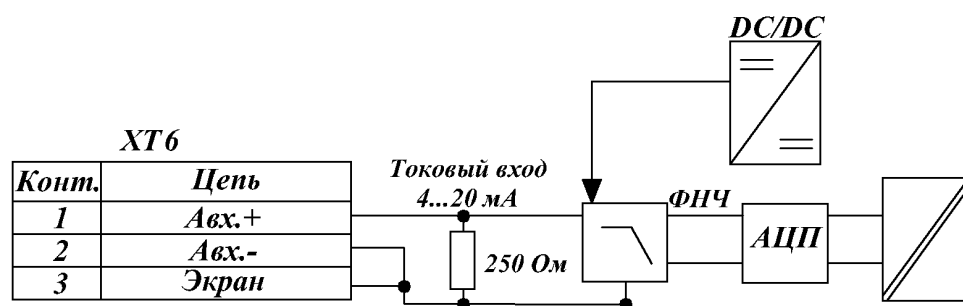 DC/DC
XT6
Конт. Цепь
1 Авх.+
2 Авх.-
3 Экран
Токовый вход
4...20 мА
250 Ом
ФНЧ
АЦП